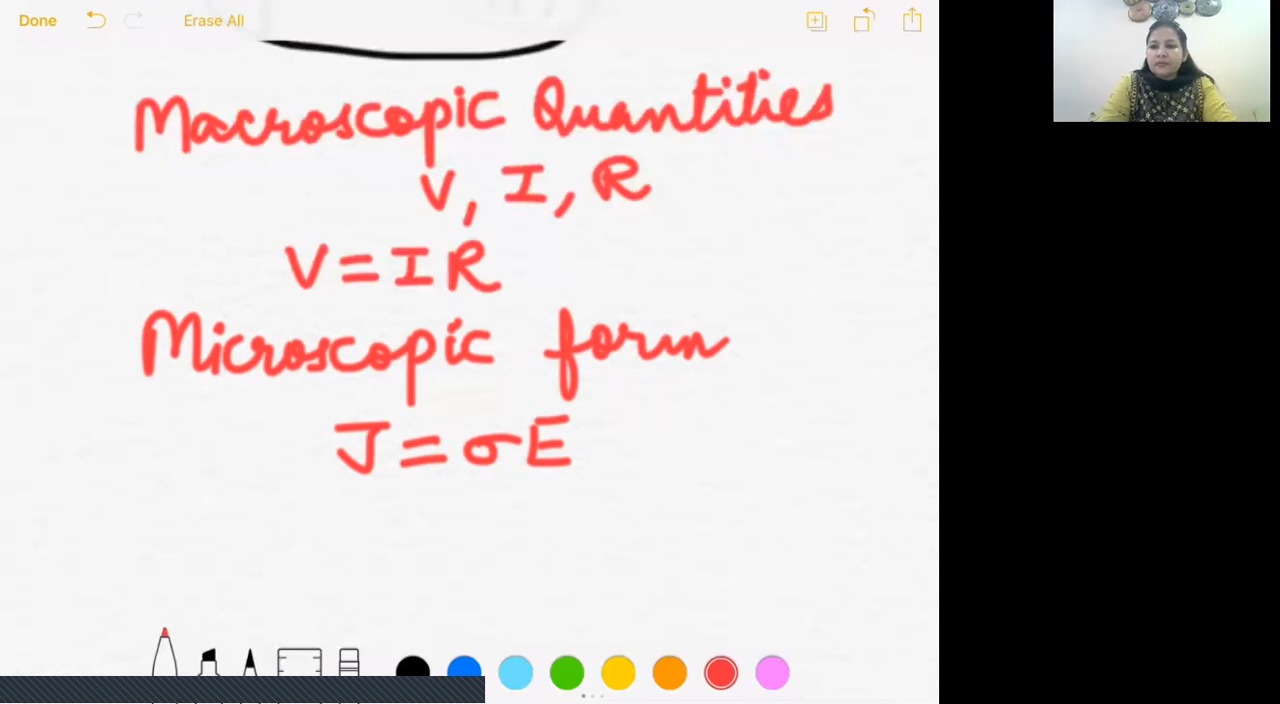 Done Erase All
Macroscopic Quantities
V, I, R
V=IR
Microscopic form
J=σE